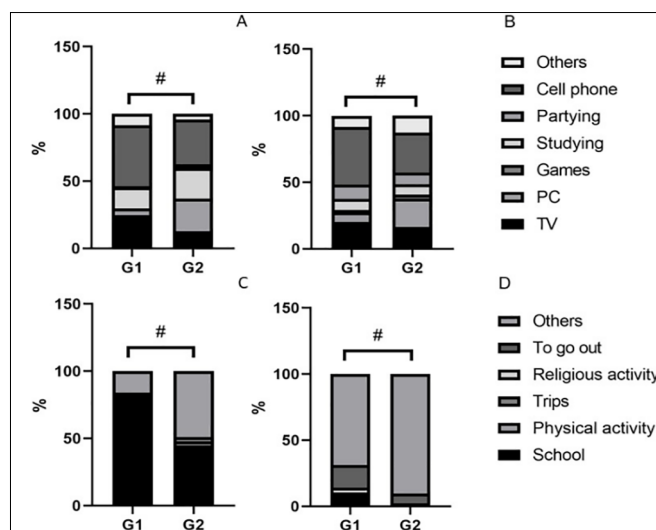 A
B
150
100
50
0
%
#
G1
G2
150
100
50
0
%
#
G1
G2
Others
Cell phone
Partying
Studying
Games
PC
TV
C
D
150
100
50
0
%
#
G1
G2
150
100
50
0
%
#
G1
G2
Others
To go out
Religious activity
Trips
Physical activity
School